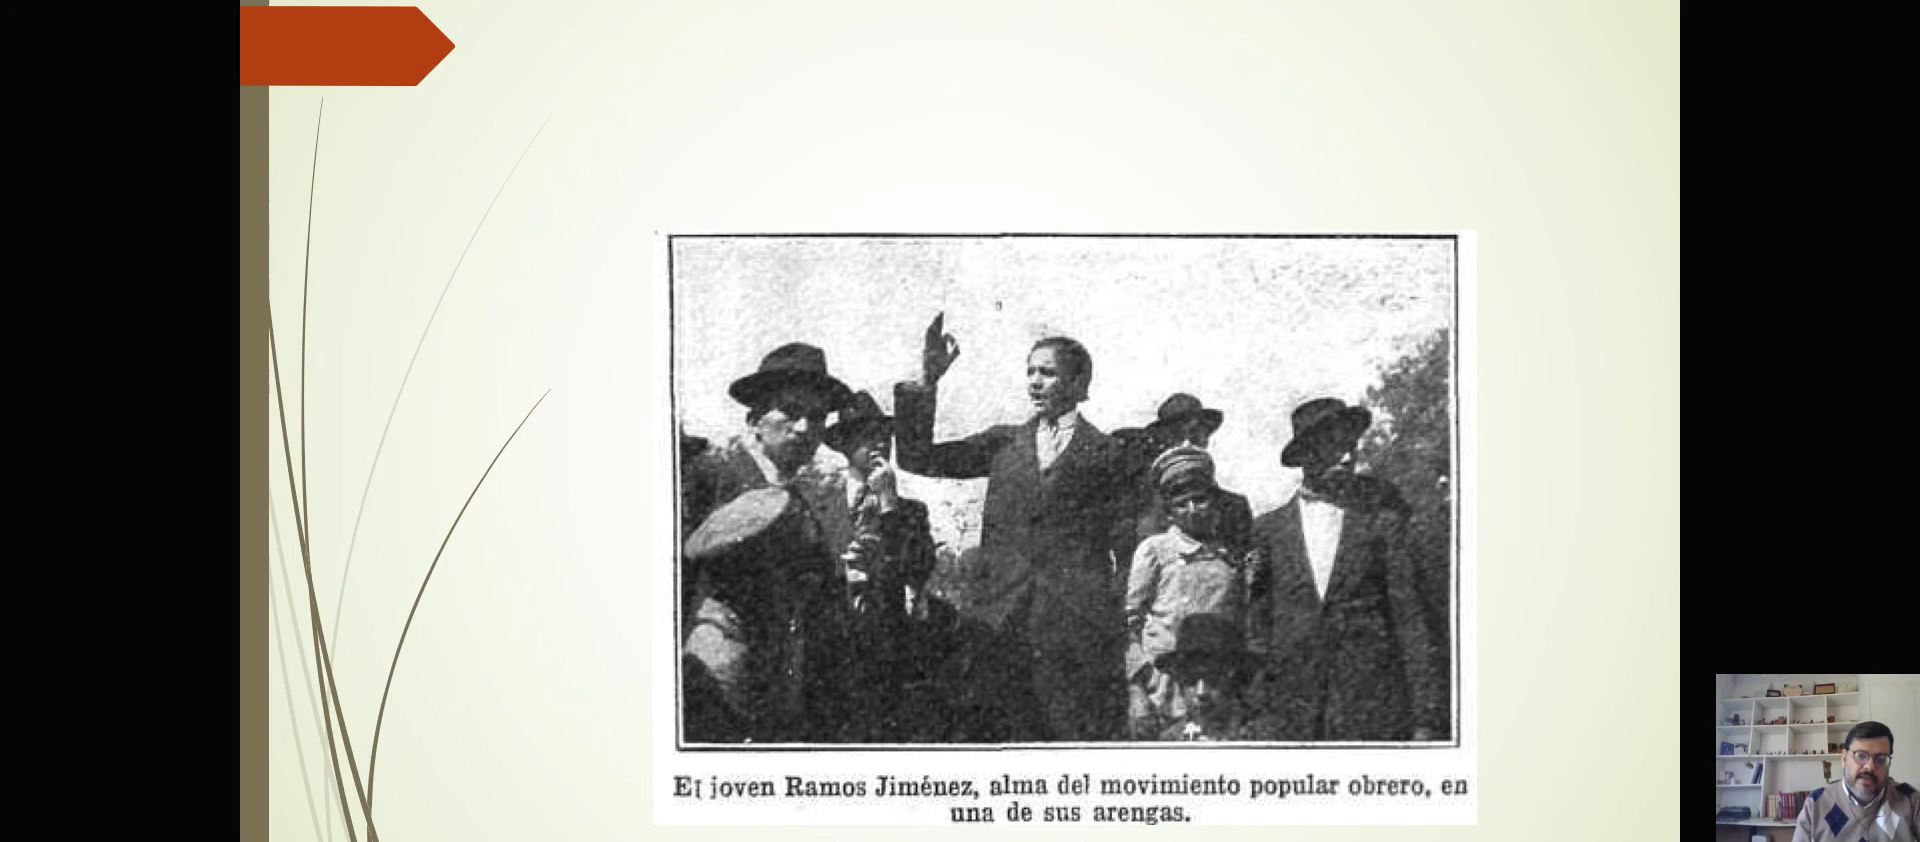 El joven Ramos Jiménez, alma del movimiento popular obrero, en
una de sus arengas.